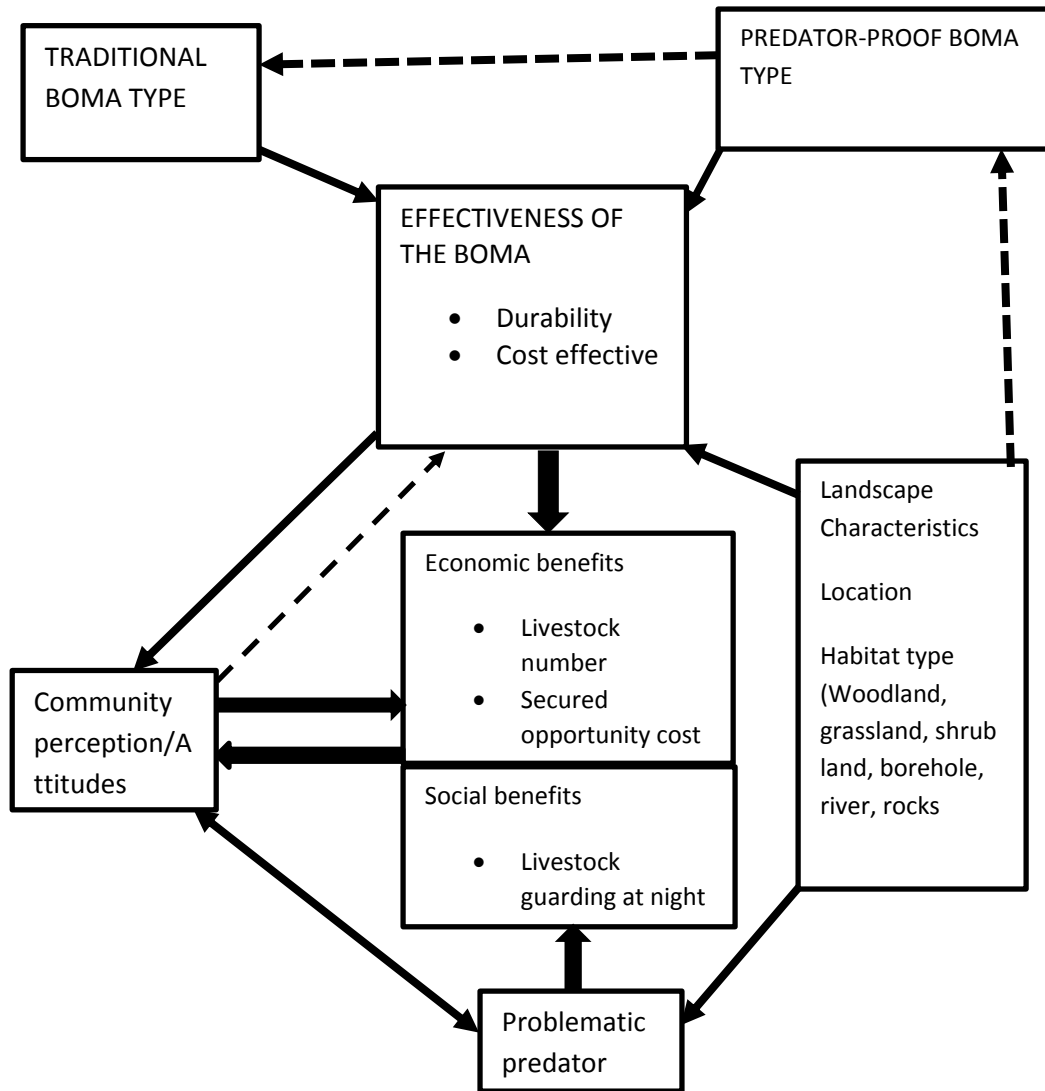 TRADITIONAL
BOMA TYPE
PREDATOR-PROOF BOMA
TYPE
EFFECTIVENESS OF
THE BOMA
• Durability
• Cost effective
Landscape
Characteristics
Location
Habitat type
(Woodland,
grassland, shrub
land, borehole,
river, rocks
Economic benefits
• Livestock
number
• Secured
opportunity cost
Community
perception/A
ttitudes
Social benefits
• Livestock
guarding at night
Problematic
predator